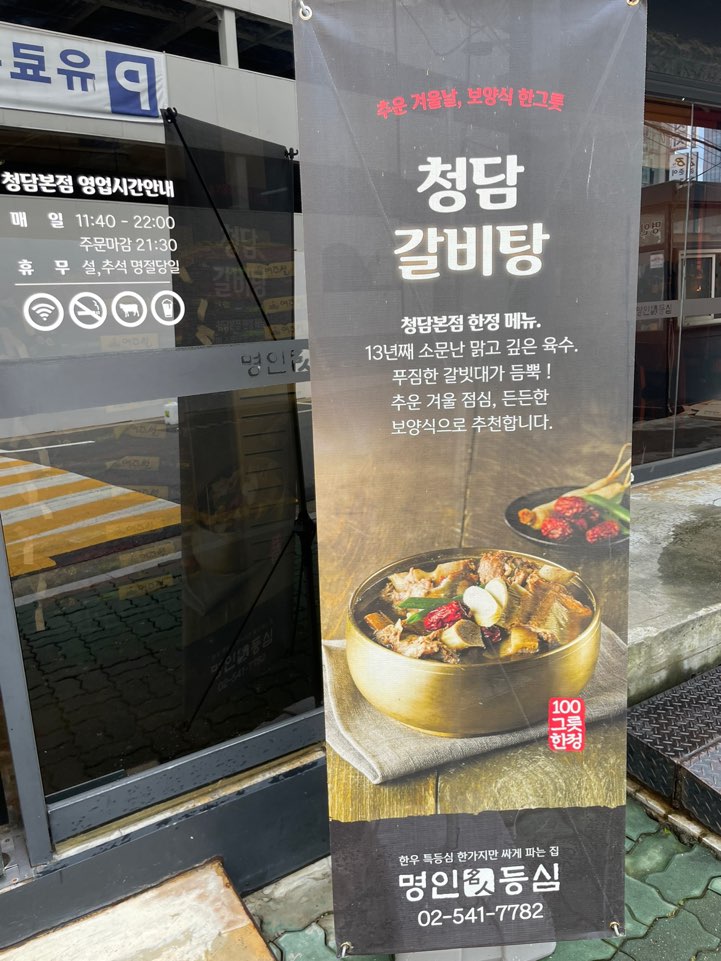 유료 P
청담본점 영업시간안내
매 일 11:40 - 22:00
주문마감 21:30
휴 무 설,추석 명절당일
명인
추운 겨울날, 보양식 한그릇
청담
갈비탕
청담본점 한정 메뉴.
13년째 소문난 맑고 깊은 육수.
푸짐한 갈빗대가 듬뿍 !
추운 겨울 점심, 든든한
보양식으로 추천합니다.
100
그릇
한정
한우 특등심 한가지만 싸게 파는 집
명인名人등심
02-541-7782